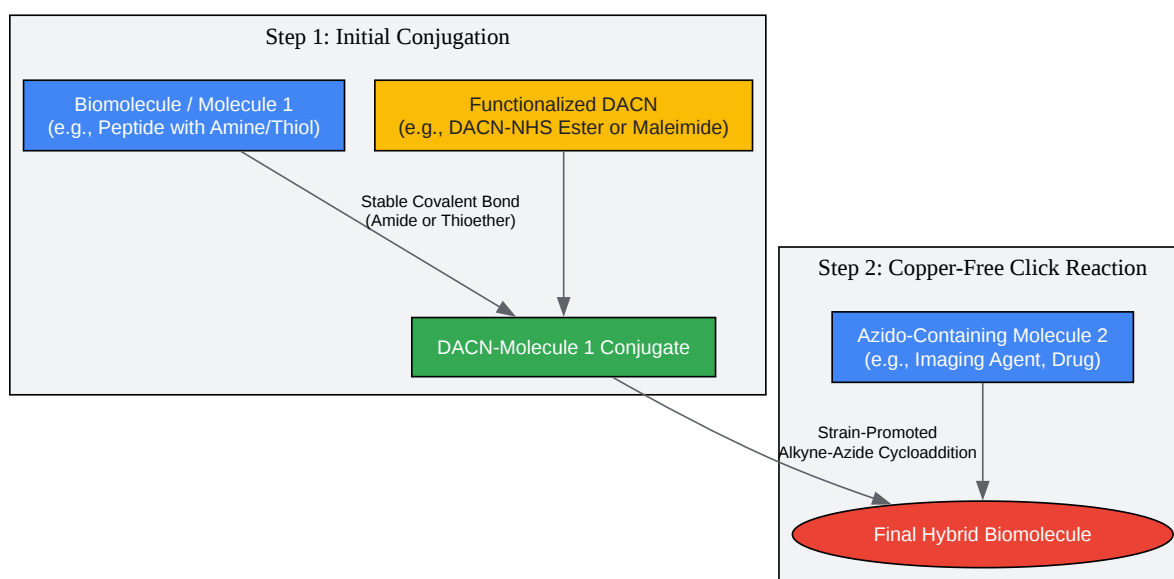 Step 1: Initial Conjugation
Biomolecule / Molecule 1
(e.g., Peptide with Amine/Thiol)
Functionalized DACN
(e.g., DACN-NHS Ester or Maleimide)
Stable Covalent Bond
(Amide or Thioether)
DACN-Molecule 1 Conjugate
Step 2: Copper-Free Click Reaction
Azido-Containing Molecule 2
(e.g., Imaging Agent, Drug)
Strain-Promoted
Alkyne-Azide Cycloaddition
Final Hybrid Biomolecule